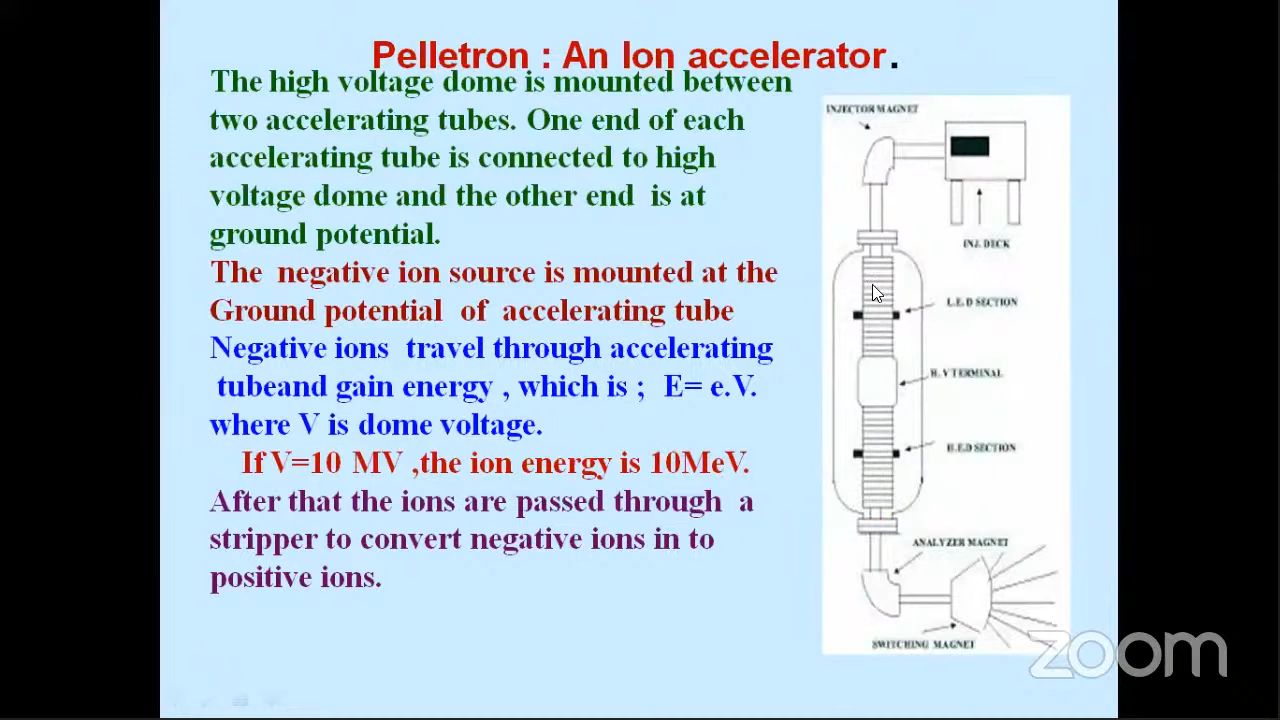 Pelletron : An Ion accelerator.
The high voltage dome is mounted between
two accelerating tubes. One end of each
accelerating tube is connected to high
voltage dome and the other end is at
ground potential.
The negative ion source is mounted at the
Ground potential of accelerating tube
Negative ions travel through accelerating
tubeand gain energy , which is ; E= e.V.
where V is dome voltage.
If V=10 MV ,the ion energy is 10MeV.
After that the ions are passed through a
stripper to convert negative ions in to
positive ions.
INJECTOR MAGNET
INJ. DECK
L.E.D SECTION
H. V TERMINAL
H.E.D SECTION
ANALYZER MAGNET
SWITCHING MAGNET
zoom